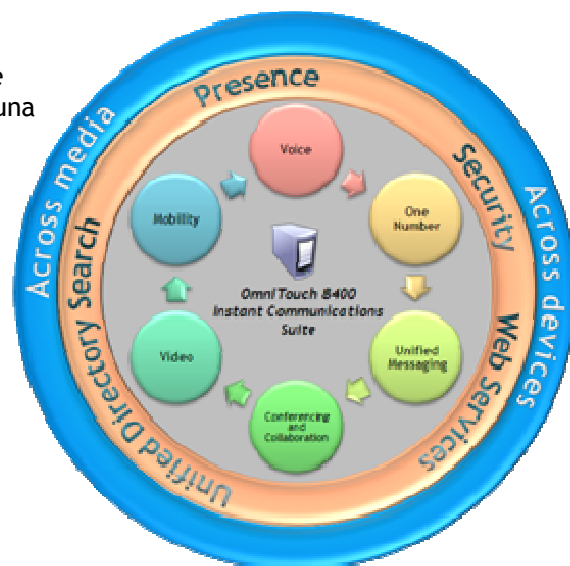 e
una
Across media
Presence
Security
Across devices
Unified Directory Search
Web Services
Voice
One
Number
Unified
Messaging
Conferencing
and
Collaboration
Video
Mobility
Omni Touch 8400
Instant Communications
Suite